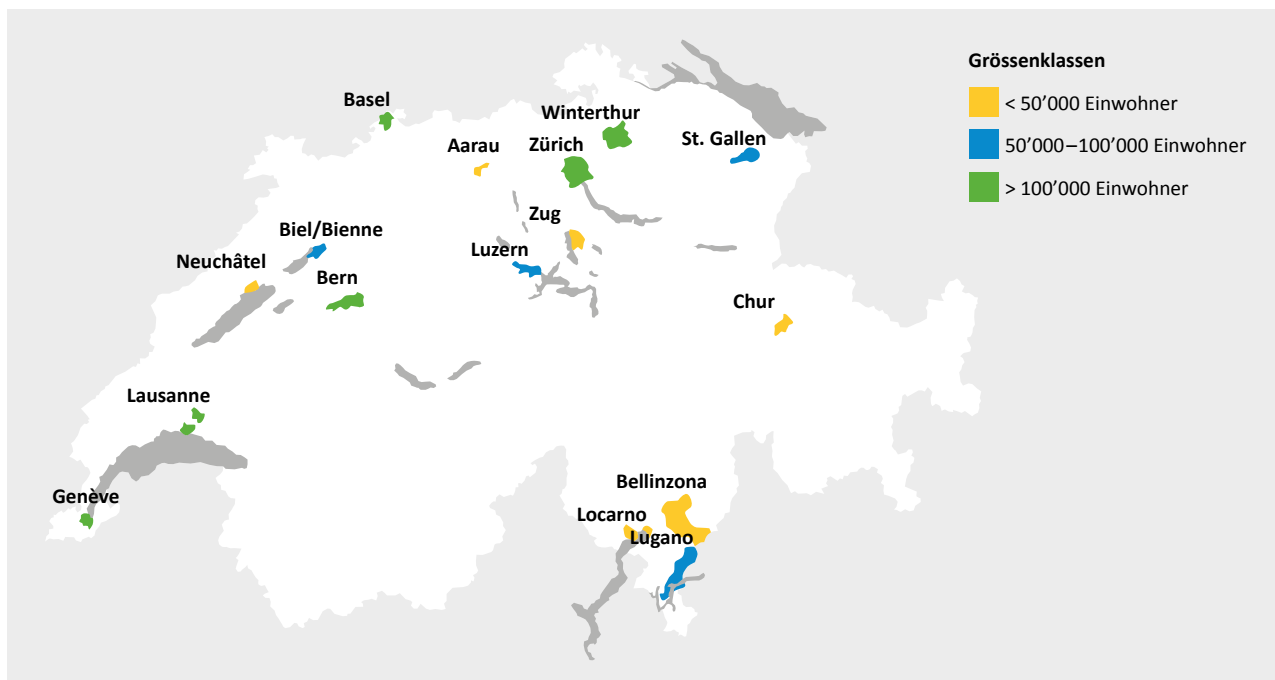 Grössenklassen
< 50’000 Einwohner
50’000–100’000 Einwohner
> 100’000 Einwohner
Basel
Winterthur
Aarau
Zürich
St. Gallen
Zug
Biel/Bienne
Luzern
Neuchâtel
Bern
Chur
Lausanne
Genève
Bellinzona
Locarno
Lugano